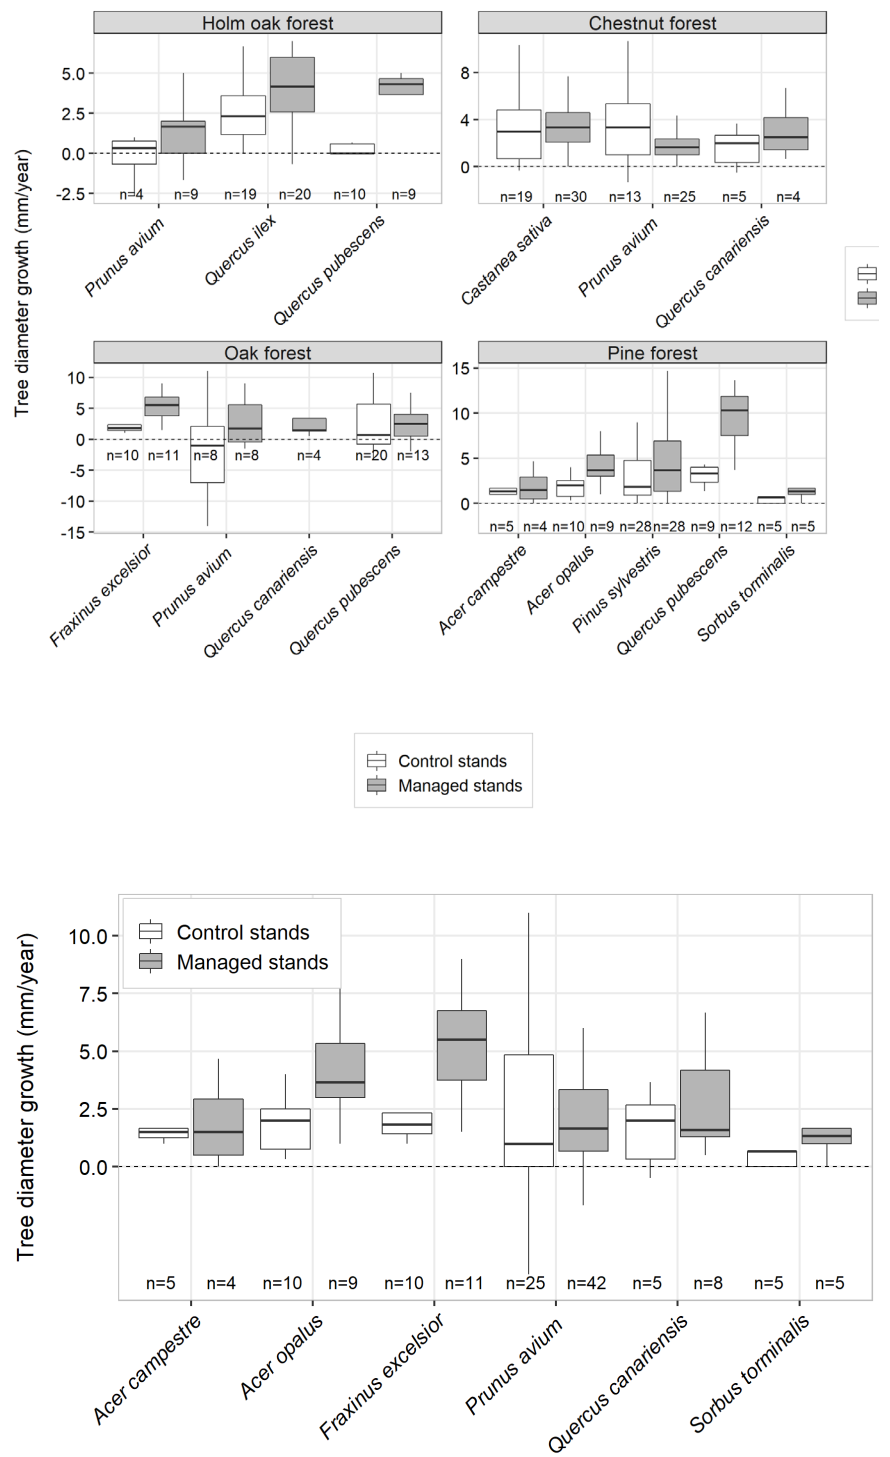 Holm oak forest
Chestnut forest
Tree diameter growth (mm/year)
5.0
2.5
0.0
-2.5
n=4 n=9 n=19 n=20 n=10 n=9
Prunus avium
Quercus ilex
Quercus pubescens
8
4
0
n=19 n=30 n=13 n=25 n=5 n=4
Castanea sativa
Prunus avium
Quercus canariensis
Oak forest
Pine forest
10
5
0
-5
-10
-15
n=10 n=11 n=8 n=8 n=4 n=20 n=13
Fraxinus excelsior
Prunus avium
Quercus canariensis
Quercus pubescens
15
10
5
0
n=5 n=4 n=10 n=9 n=28 n=28 n=9 n=12 n=5 n=5
Acer campestre
Acer opalus
Pinus sylvestris
Quercus pubescens
Sorbus torminalis
Control stands
Managed stands
Control stands
Managed stands
Tree diameter growth (mm/year)
10.0
7.5
5.0
2.5
0.0
n=5 n=4 n=10 n=9 n=10 n=11 n=25 n=42 n=5 n=8 n=5 n=5
Acer campestre
Acer opalus
Fraxinus excelsior
Prunus avium
Quercus canariensis
Sorbus torminalis